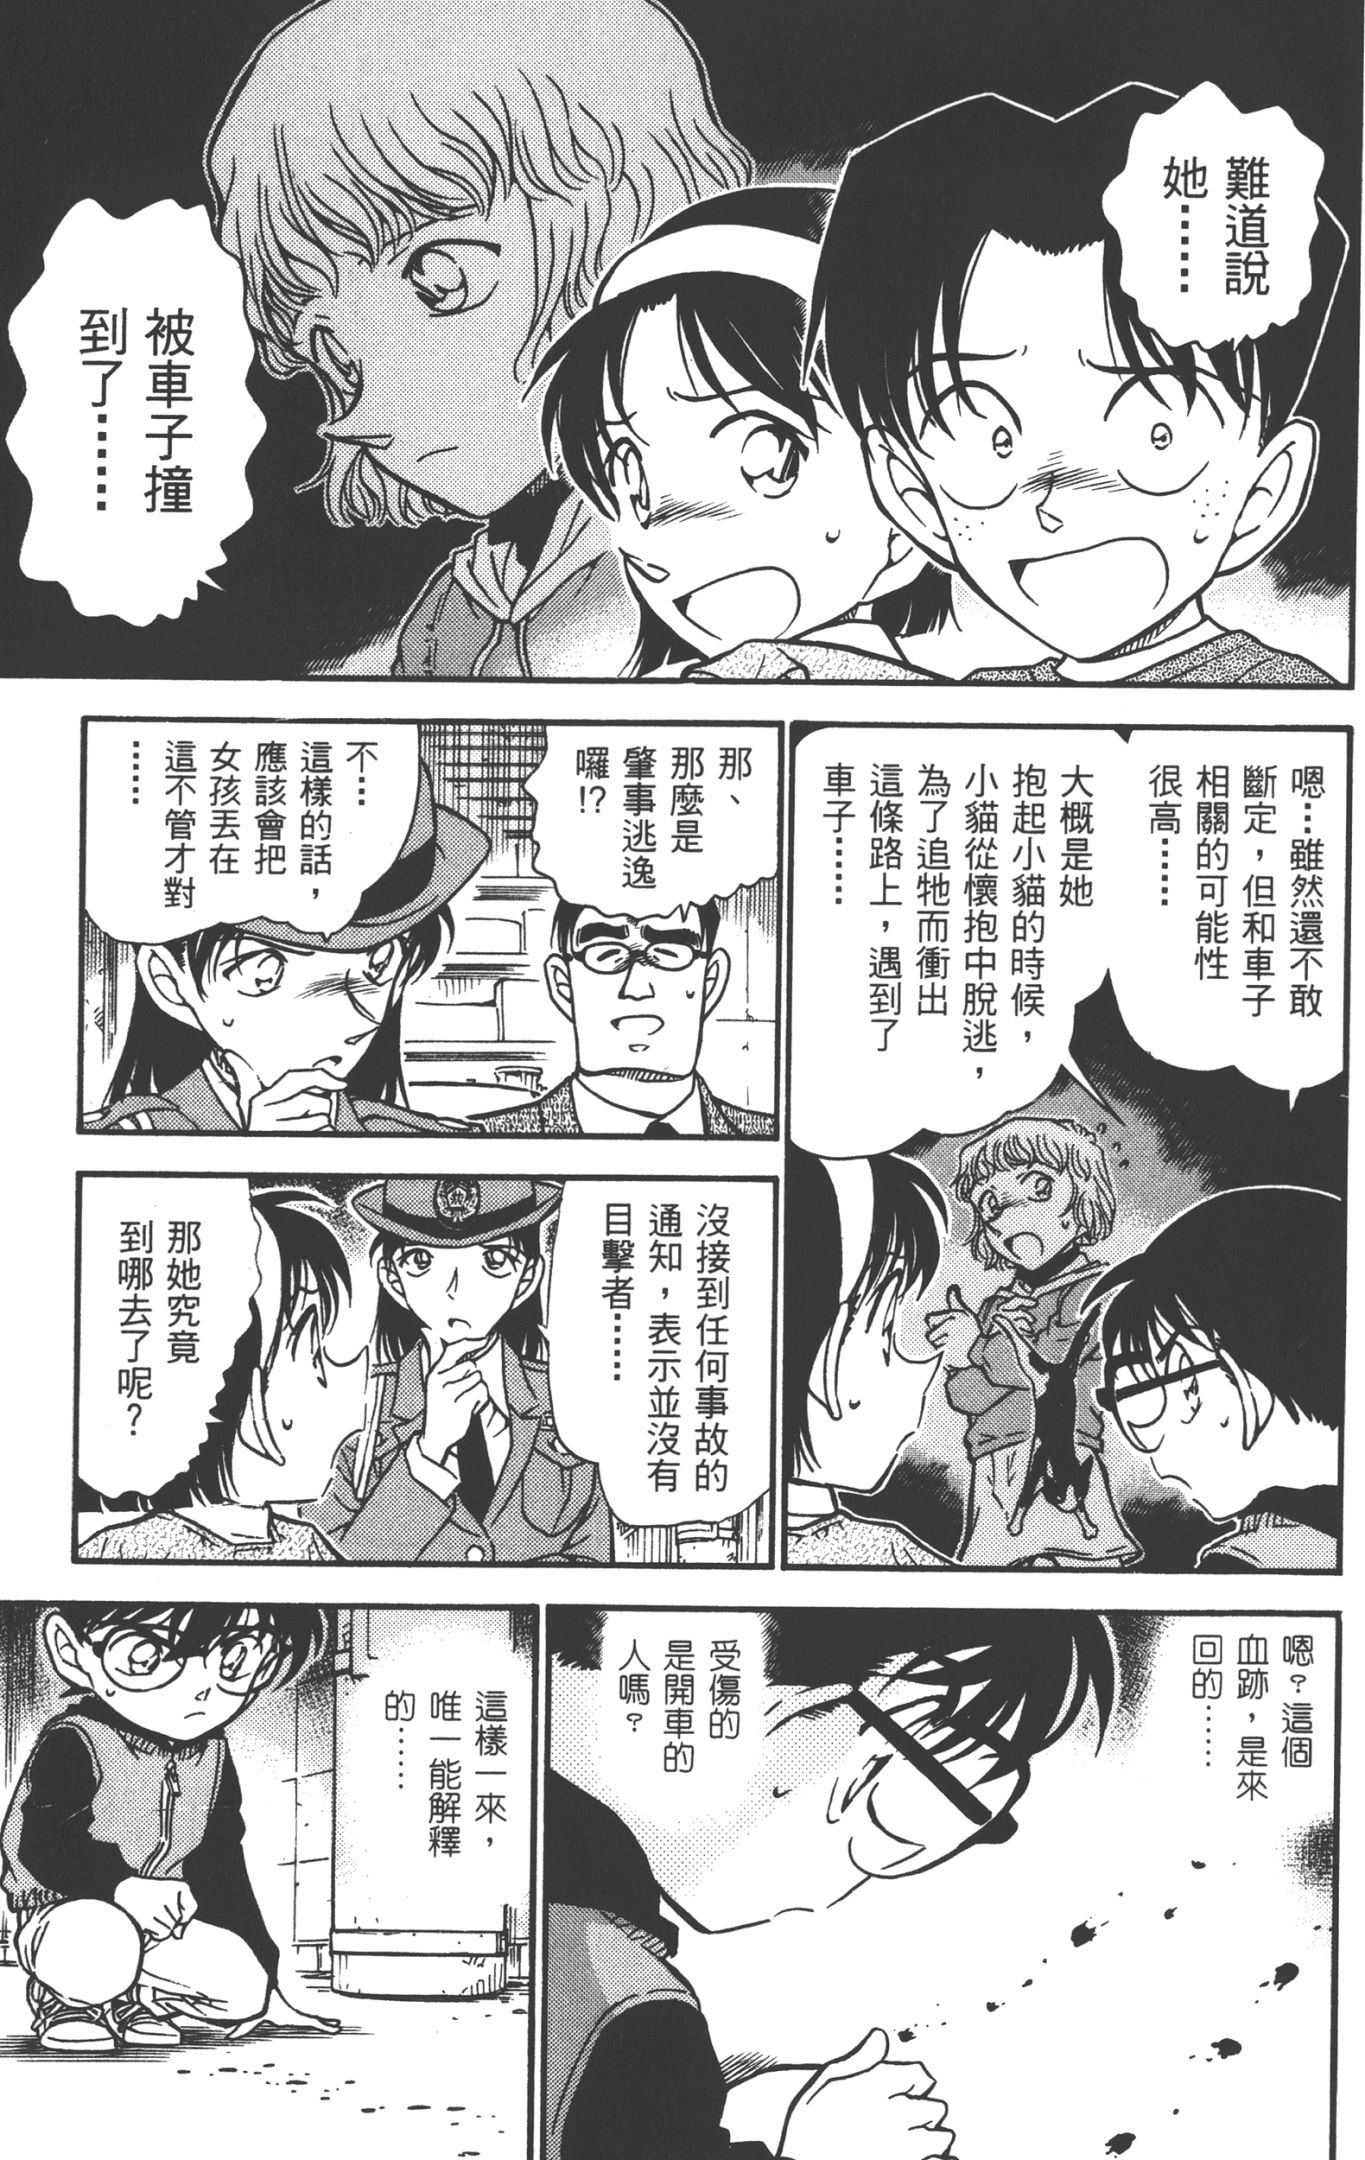 難道說
她……
被車子撞
到了……
嗯…雖然還不敢
斷定，但和車子
相關的可能性
很高……
大概是她
抱起小貓的時候，
小貓從懷抱中脫逃，
為了追牠而衝出
這條路上，遇到了
車子……
那、
那麼是
肇事逃逸
囉!?
不…
這樣的話，
應該會把
女孩丟在
這不管才對
……
沒接到任何事故的
通知，表示並沒有
目擊者……
那她究竟
到哪去了呢？
嗯？這個
血跡，是來
回的……
受傷的
是開車的
人嗎？
這樣一來，
唯一能解釋
的……